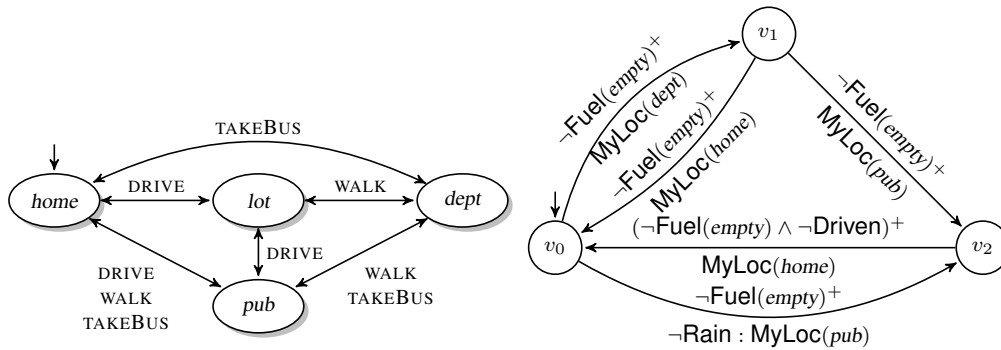 TAKEBUS
home
DRIVE
lot
WALK
dept
DRIVE
DRIVE
WALK
TAKEBUS
pub
WALK
TAKEBUS
v₁
¬Fuel(empty)⁺
MyLoc(dept)
¬Fuel(empty)⁺
MyLoc(home)
¬Fuel(empty)⁺
MyLoc(pub)
v₀
(¬Fuel(empty) ∧ ¬Driven)⁺
MyLoc(home)
v₂
¬Fuel(empty)⁺
¬Rain : MyLoc(pub)